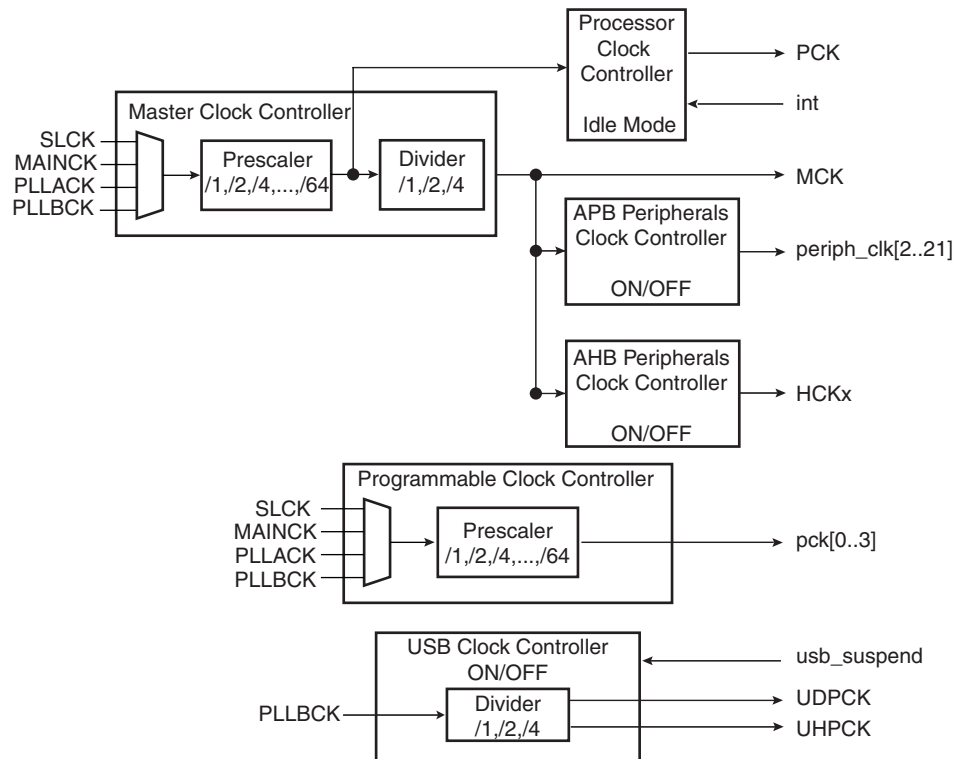 Processor
Clock
Controller
Idle Mode
PCK
int
Master Clock Controller
SLCK
MAINCK
PLLACK
PLLBCK
Prescaler
/1,/2,/4,...,/64
Divider
/1,/2,/4
MCK
APB Peripherals
Clock Controller
ON/OFF
periph_clk[2..21]
AHB Peripherals
Clock Controller
ON/OFF
HCKx
Programmable Clock Controller
SLCK
MAINCK
PLLACK
PLLBCK
Prescaler
/1,/2,/4,...,/64
pck[0..3]
USB Clock Controller
ON/OFF
usb_suspend
PLLBCK
Divider
/1,/2,/4
UDPCK
UHPCK